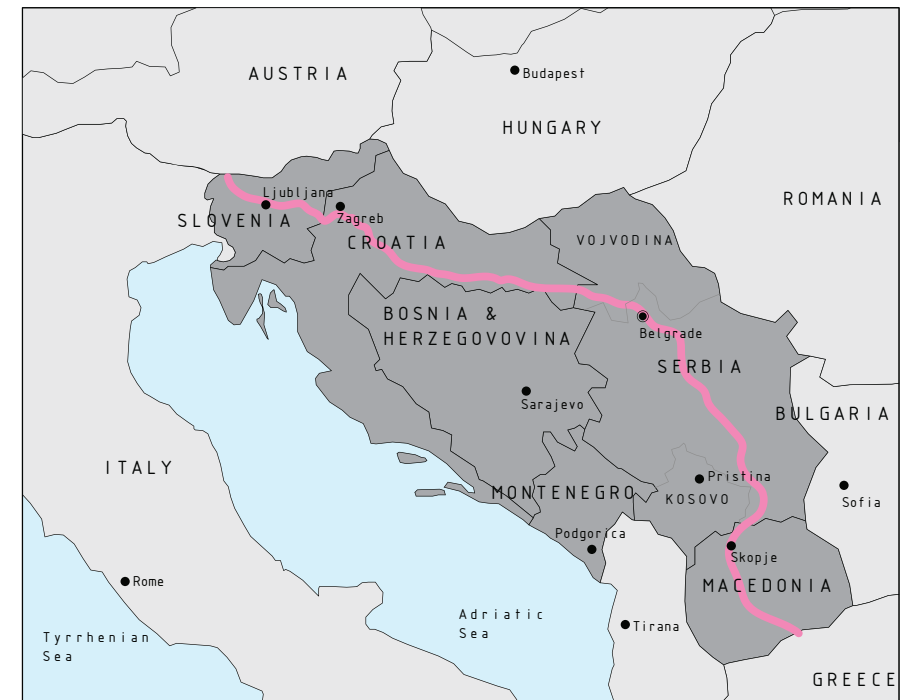 AUSTRIA
Budapest
HUNGARY
ROMANIA
Ljubljana
SLOVENIA
Zagreb
CROATIA
VOJVODINA
BOSNIA &
HERZEGOVOVINA
Belgrade
SERBIA
Sarajevo
BULGARIA
ITALY
Pristina
MONTENEGRO
KOSOVO
Sofia
Podgorica
Skopje
Rome
MACEDONIA
Adriatic
Sea
Tirana
Tyrrhenian
Sea
GREECE